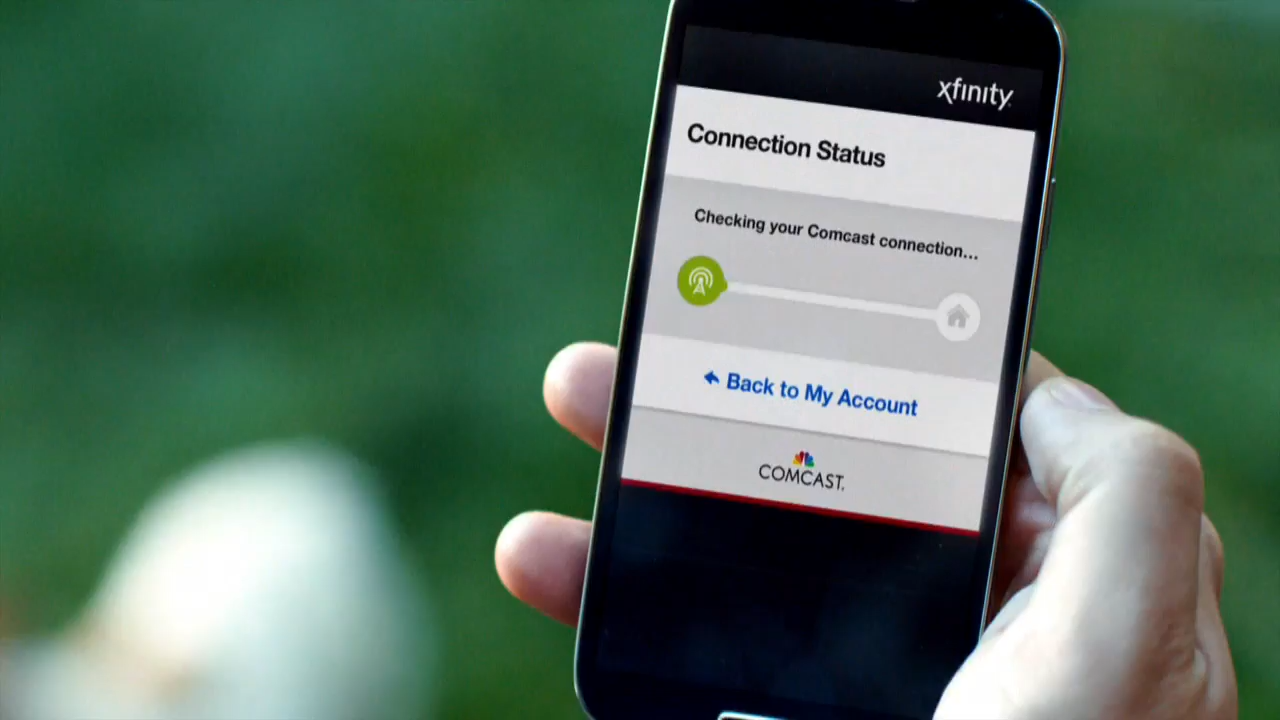 xfinity
Connection Status
Checking your Comcast connection...
Back to My Account
COMCAST